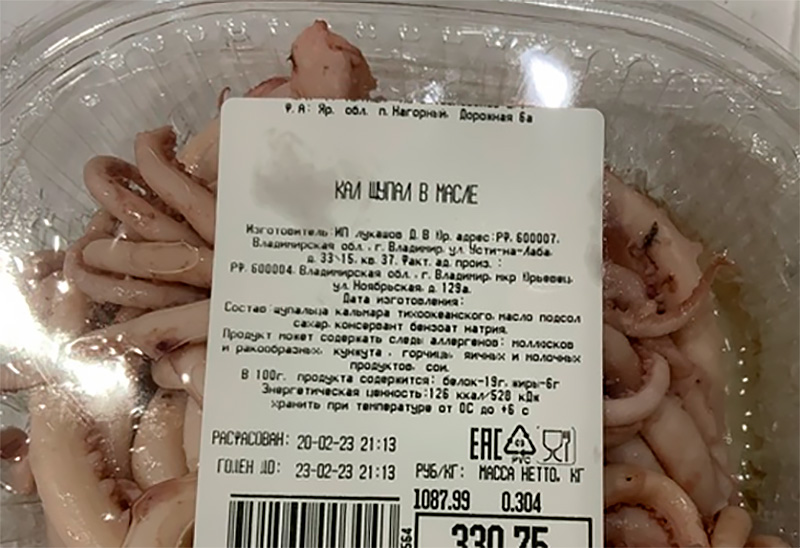 Ф.А: Яр. обл. п.Нагорный, Дорожная 6а
КАЛ ЩУПАЛ В МАСЛЕ
Изготовитель:ИП лукашов Д.В Юр. адрес:РФ, 600007,
Владимирская обл., г.Владимир, ул.Усти-на-Лабе,
д.33-15, кв.37. Факт. ад. произ.:
РФ, 600004, Владимирская обл., г.Владимир, мкр Юрьевец,
ул.Ноябрьская, д.129а.
Дата изготовления:
Состав:щупальца кальмара тихоокеанского, масло подсол
сахар, консервант бензоат натрия.
Продукт может содержать следы аллергенов: моллюсков
и ракообразных, кунжута, горчицы, яичных и молочных
продуктов, сои.
В 100г. продукта содержится: белок-19г, жиры-6г
Энергетическая ценность:126 ккал/528 кДж
хранить при температуре от 0С до +6 с
РАСФАСОВАН: 20-02-23 21:13
ГОДЕН ДО: 23-02-23 21:13
EAC
PVC
РУБ/КГ: МАССА НЕТТО, КГ
1087.99 0.304
330.75
564